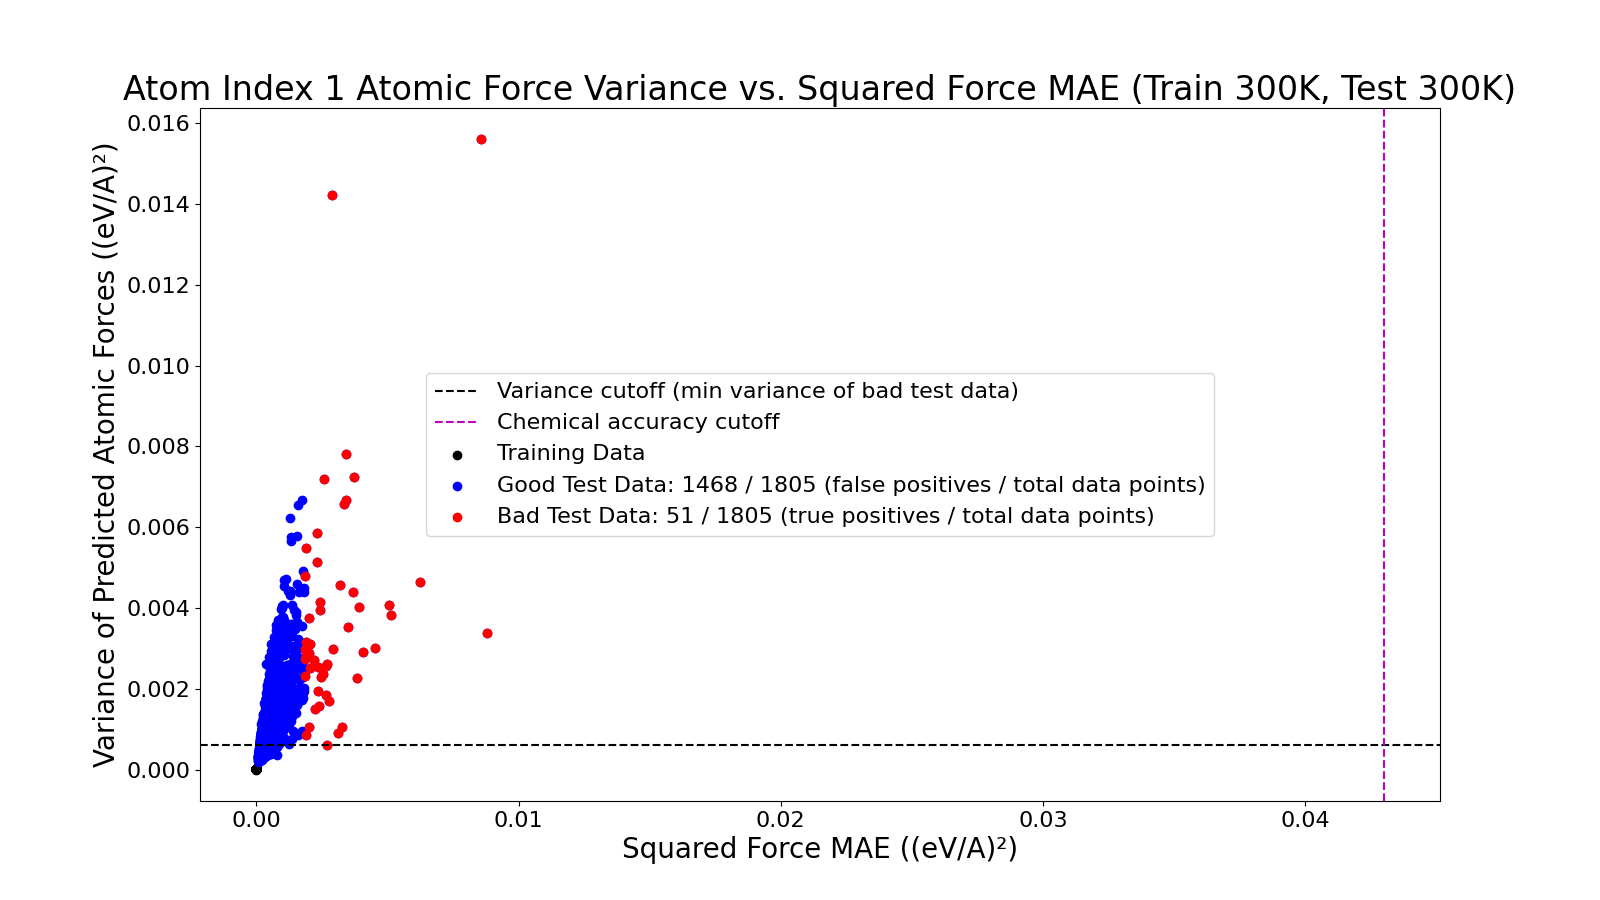 Atom Index 1 Atomic Force Variance vs. Squared Force MAE (Train 300K, Test 300K)
Variance of Predicted Atomic Forces ((eV/A)²)
0.016
0.014
0.012
0.010
0.008
0.006
0.004
0.002
0.000
Variance cutoff (min variance of bad test data)
Chemical accuracy cutoff
Training Data
Good Test Data: 1468 / 1805 (false positives / total data points)
Bad Test Data: 51 / 1805 (true positives / total data points)
0.00
0.01
0.02
0.03
0.04
Squared Force MAE ((eV/A)²)